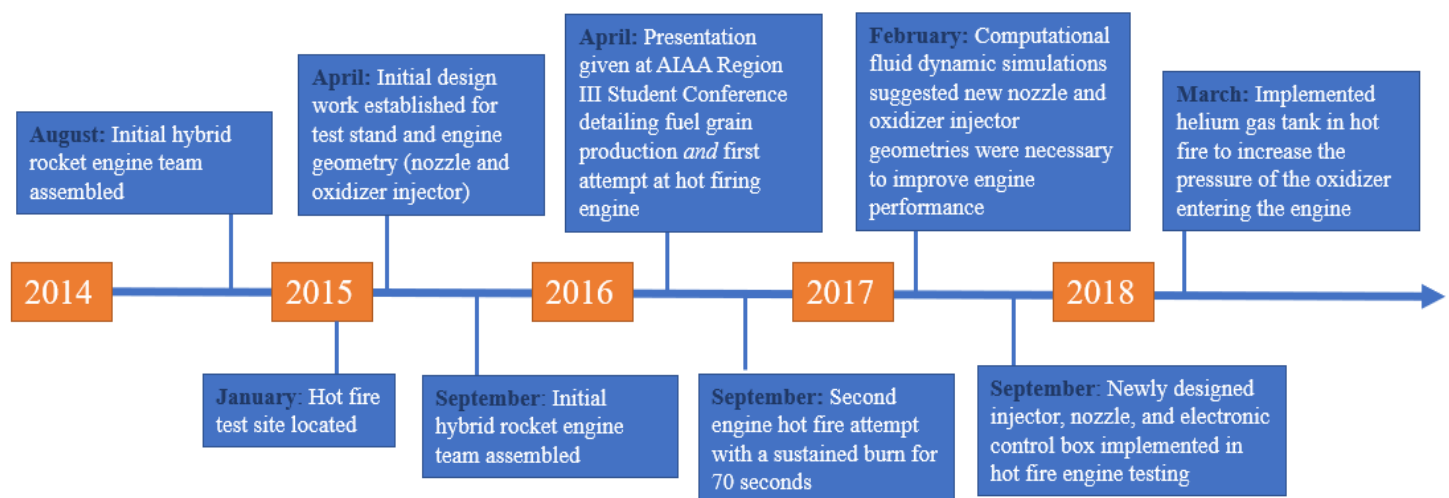 August: Initial hybrid
rocket engine team
assembled
April: Initial design
work established for
test stand and engine
geometry (nozzle and
oxidizer injector)
April: Presentation
given at AIAA Region
III Student Conference
detailing fuel grain
production and first
attempt at hot firing
engine
February: Computational
fluid dynamic simulations
suggested new nozzle and
oxidizer injector
geometries were necessary
to improve engine
performance
March: Implemented
helium gas tank in hot
fire to increase the
pressure of the oxidizer
entering the engine
2014
2015
2016
2017
2018
January: Hot fire
test site located
September: Initial
hybrid rocket engine
team assembled
September: Second
engine hot fire attempt
with a sustained burn for
70 seconds
September: Newly designed
injector, nozzle, and electronic
control box implemented in
hot fire engine testing